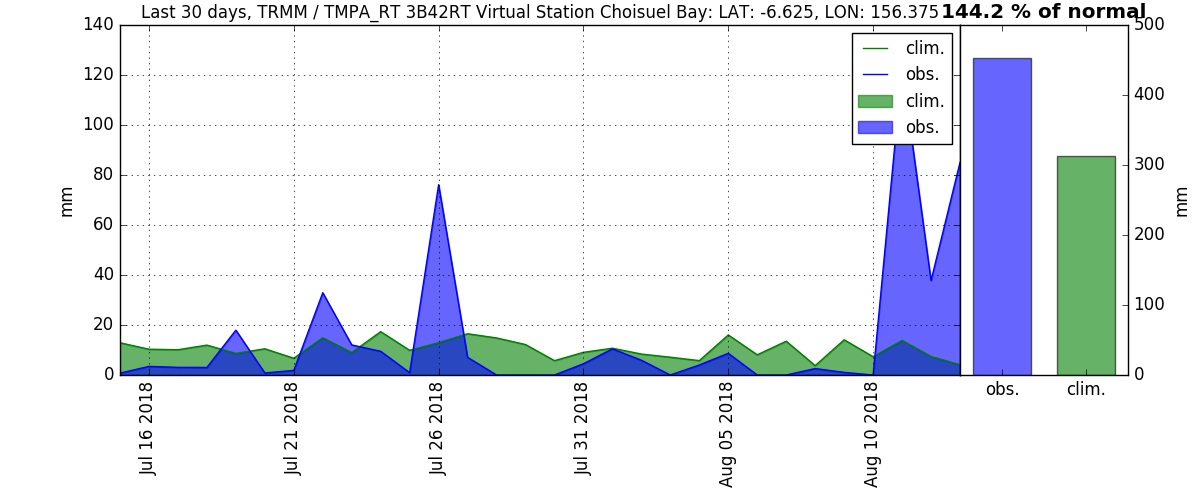 Last 30 days, TRMM / TMPA_RT 3B42RT Virtual Station Choisuel Bay: LAT: -6.625, LON: 156.375
144.2 % of normal
140
120
100
80
60
40
20
0
mm
clim.
obs.
clim.
obs.
Jul 16 2018
Jul 21 2018
Jul 26 2018
Jul 31 2018
Aug 05 2018
Aug 10 2018
500
400
300
200
100
0
mm
obs.
clim.